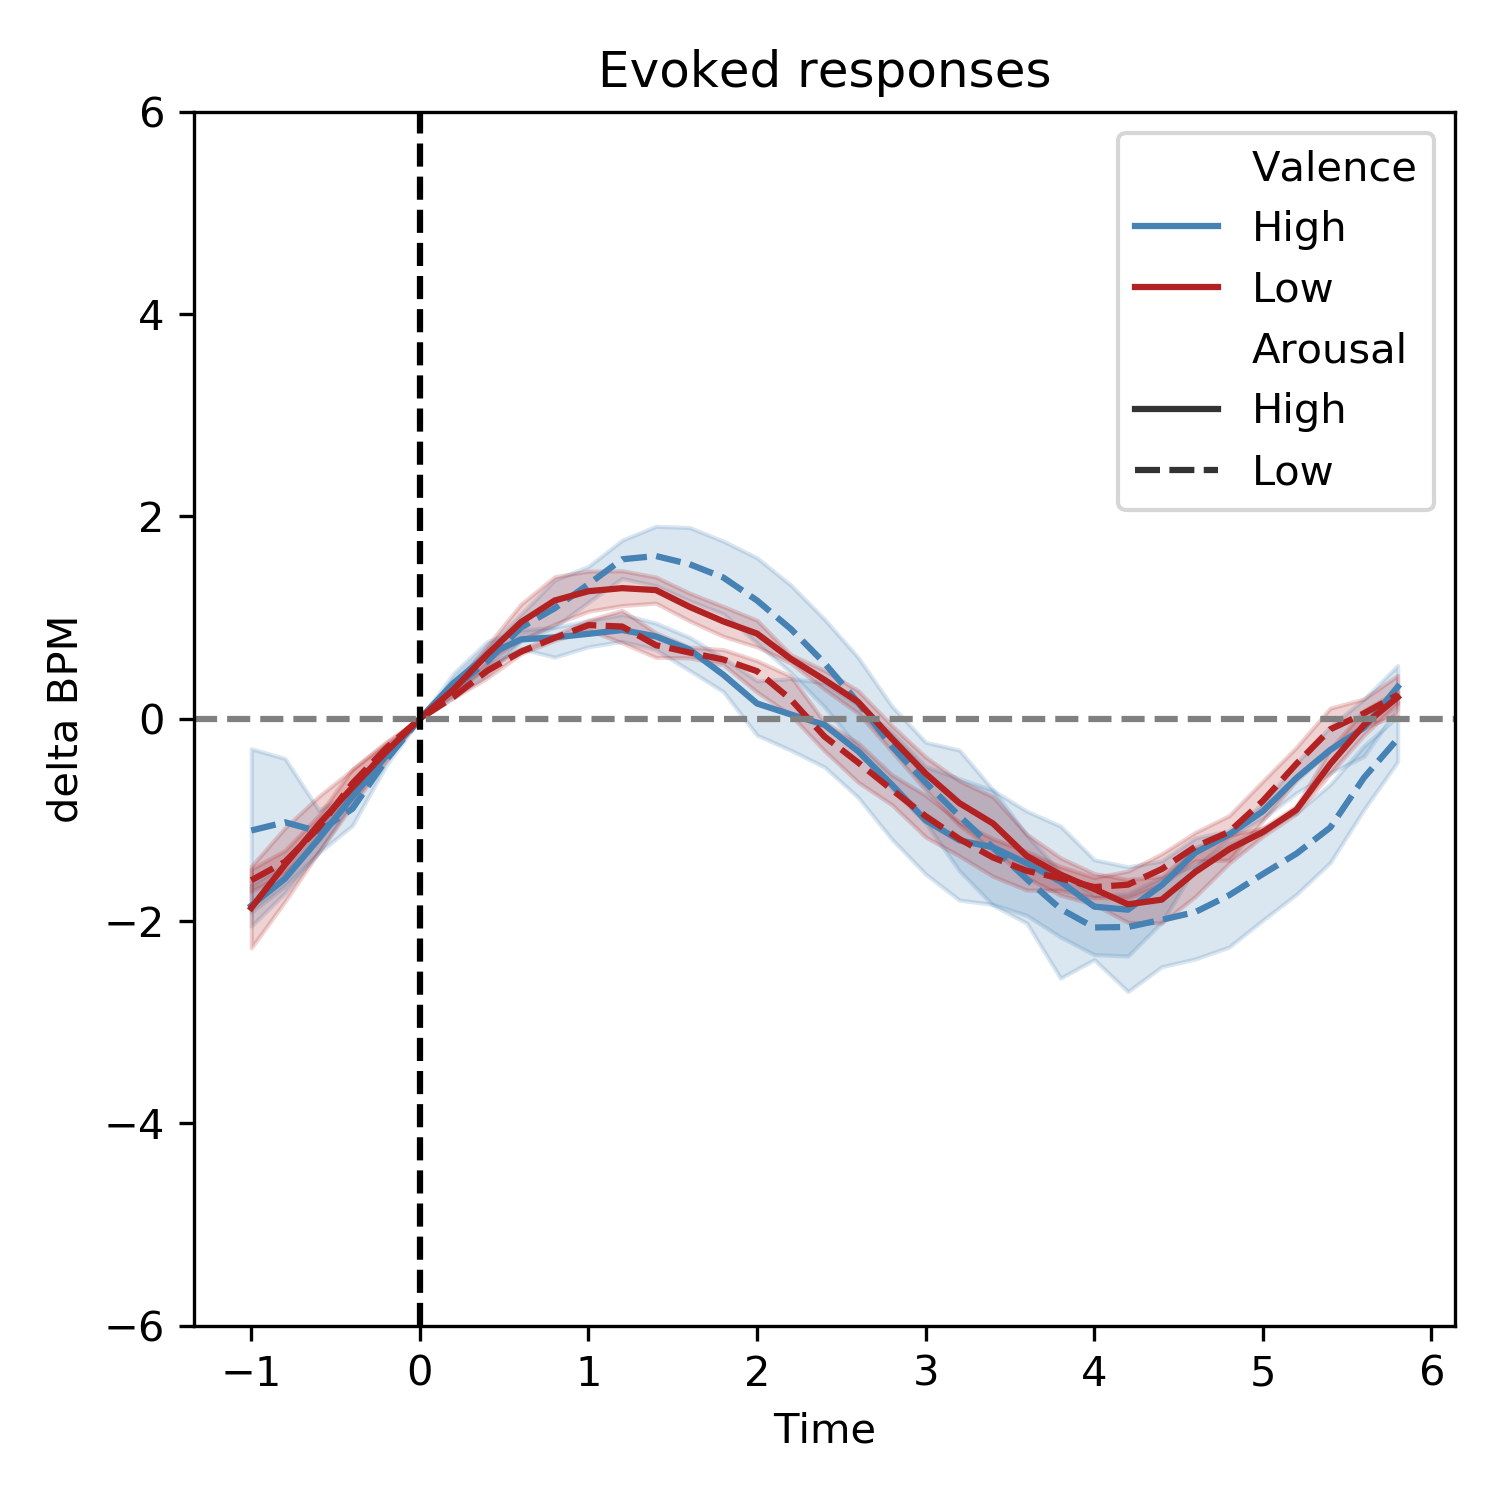 Evoked responses
6
4
2
0
−2
−4
−6
delta BPM
Valence
High
Low
Arousal
High
Low
−1 0 1 2 3 4 5 6
Time